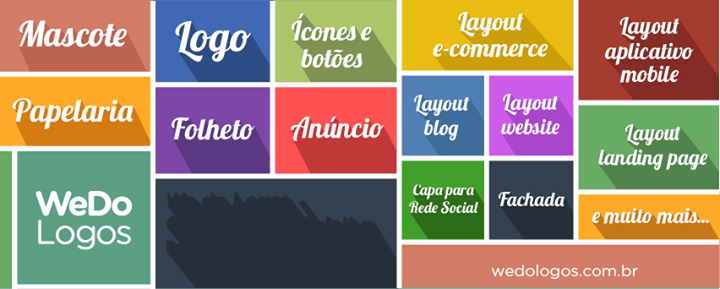 Mascote
Logo
Ícones e
botões
Layout
e-commerce
Layout
aplicativo
mobile
Papelaria
Folheto
Anúncio
Layout
blog
Layout
website
Layout
landing page
WeDo
Logos
Capa para
Rede Social
Fachada
e muito mais...
wedologos.com.br